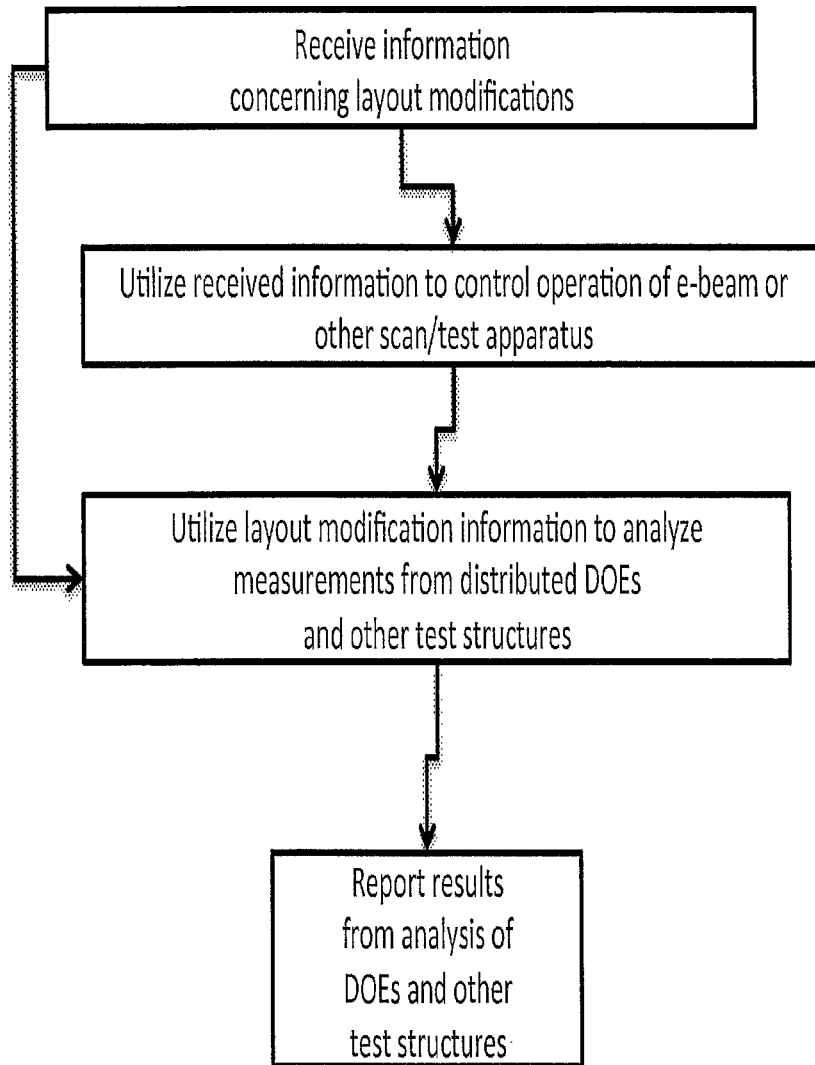 Receive information
concerning layout modifications
Utilize received information to control operation of e-beam or
other scan/test apparatus
Utilize layout modification information to analyze
measurements from distributed DOEs
and other test structures
Report results
from analysis of
DOEs and other
test structures